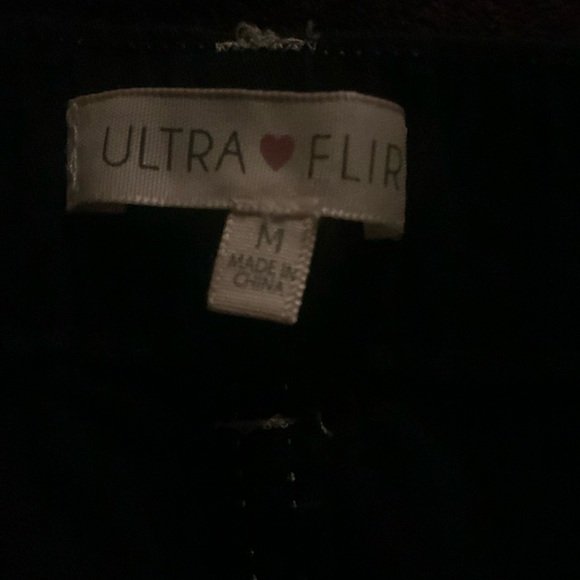 ULTRA ♥ FLIR
M
MADE IN
CHINA